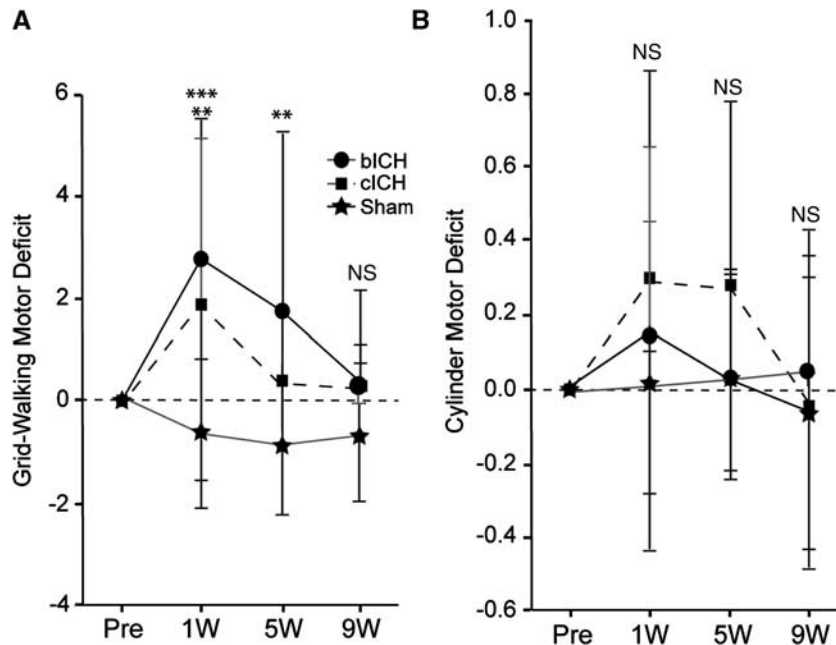 A
Grid-Walking Motor Deficit
6
4
2
0
-2
-4
***
**
**
NS
bICH
cICH
Sham
Pre 1W 5W 9W
B
Cylinder Motor Deficit
1.0
0.8
0.6
0.4
0.2
0.0
-0.2
-0.4
-0.6
NS
NS
NS
Pre 1W 5W 9W